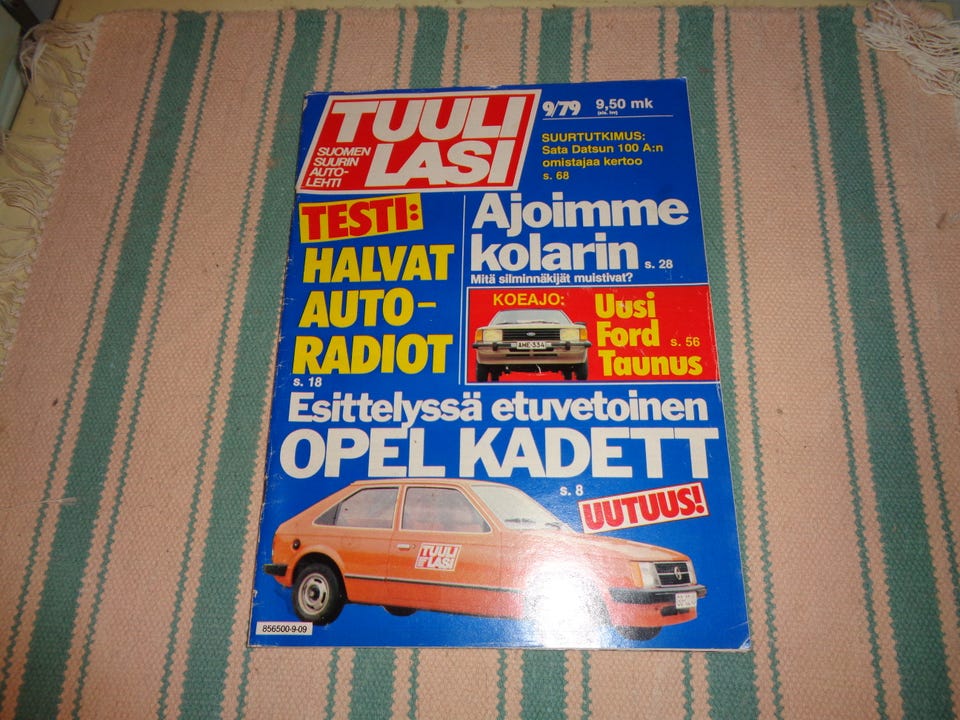 TUULI
LASI
SUOMEN
SUURIN
AUTO-
LEHTI
9/79
9,50 mk
(sis. lvv)
SUURTUTKIMUS:
Sata Datsun 100 A:n
omistajaa kertoo
s. 68
TESTI:
HALVAT
AUTO-
RADIOT
s. 18
Ajoimme
kolarin s. 28
Mitä silminnäkijät muistivat?
KOEAJO:
Uusi
Ford s. 56
Taunus
AME-334
Esittelyssä etuvetoinen
OPEL KADETT
s. 8
UUTUUS!
TUULI
LASI
856500-9-09